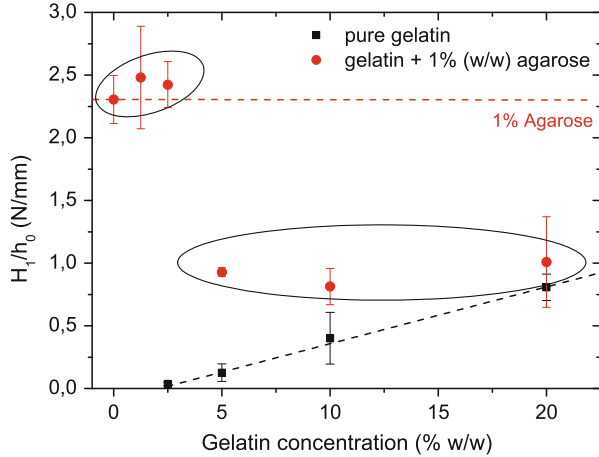 3,0
2,5
2,0
1,5
1,0
0,5
0,0
H1/h0 (N/mm)
pure gelatin
gelatin + 1% (w/w) agarose
1% Agarose
0
5
10
15
20
Gelatin concentration (% w/w)